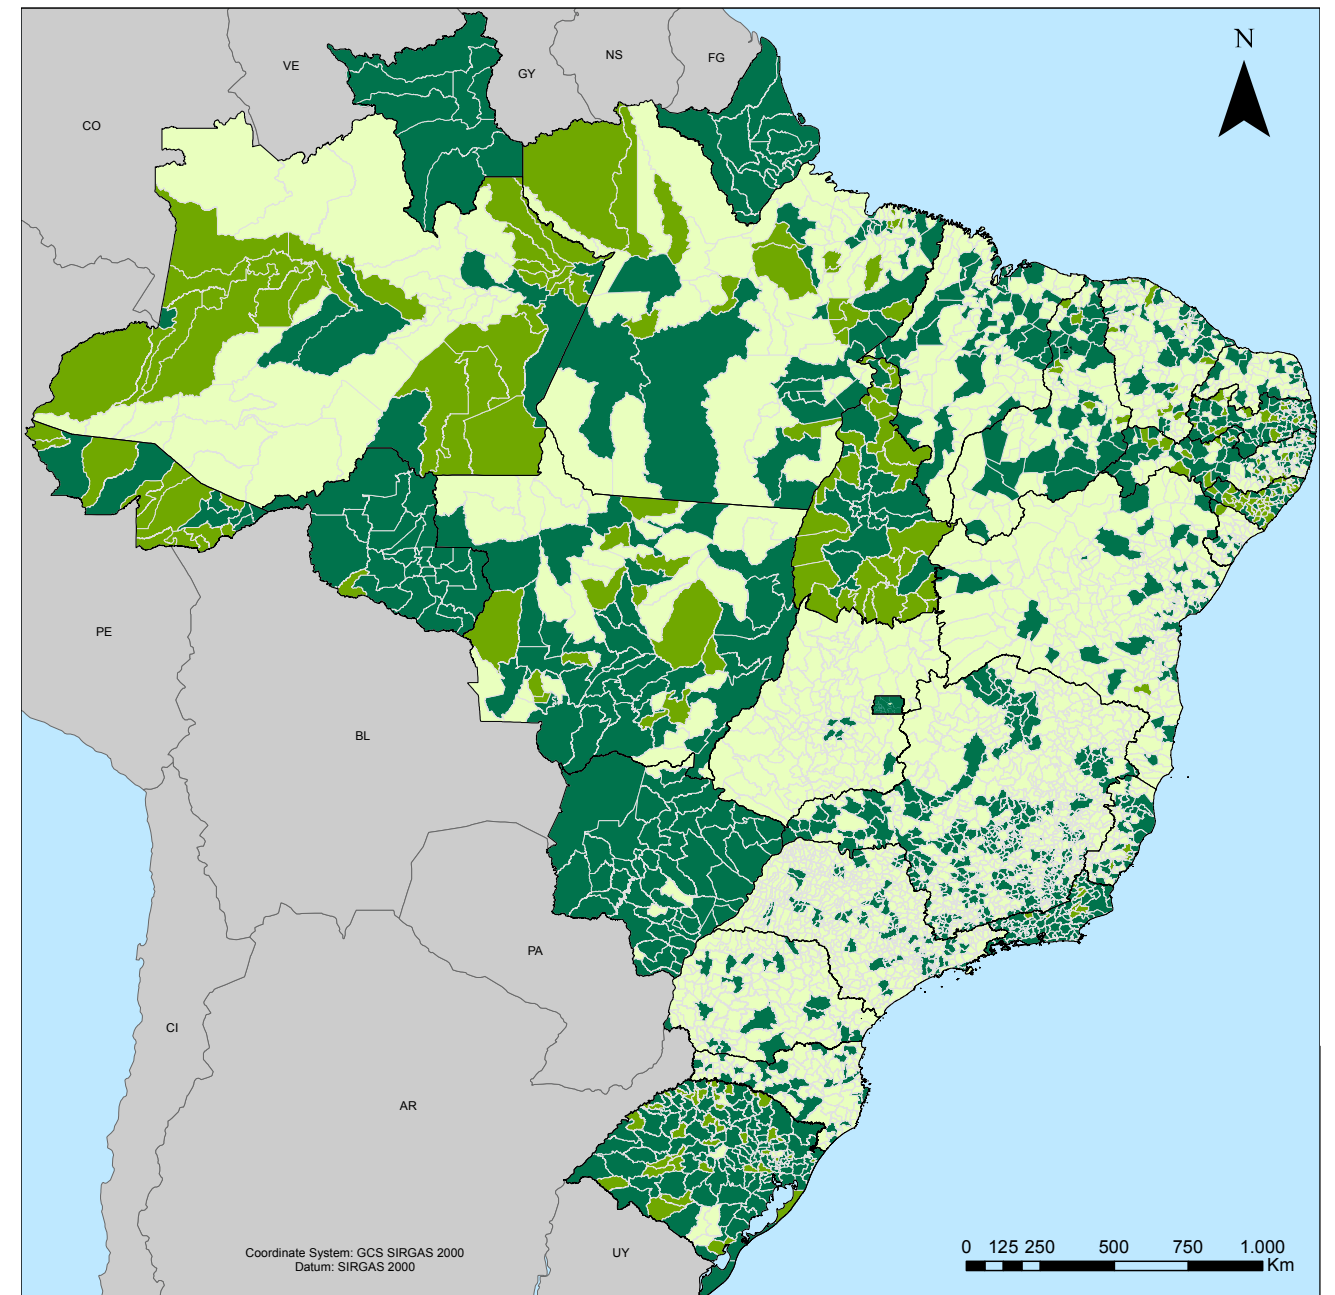 N
VE
GY
NS
FG
CO
PE
BL
PA
CI
AR
UY
Coordinate System: GCS SIRGAS 2000
Datum: SIRGAS 2000
0 125 250 500 750 1.000
Km